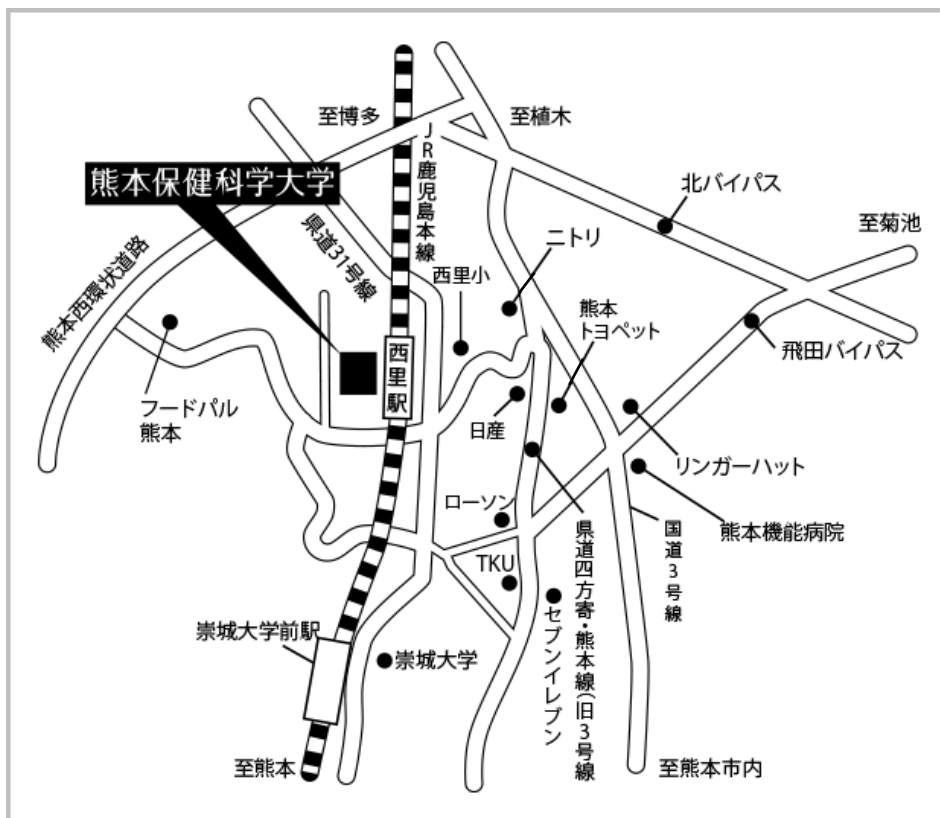 至博多
至植木
JR鹿児島本線
熊本保健科学大学
北バイパス
至菊池
県道31号線
ニトリ
西里小
熊本西環状道路
熊本
トヨペット
飛田バイパス
西里駅
フードパル
熊本
日産
リンガーハット
ローソン
熊本機能病院
国道3号線
県道四方寄・熊本線(旧3号線
TKU
セブンイレブン
崇城大学前駅
崇城大学
至熊本
至熊本市内